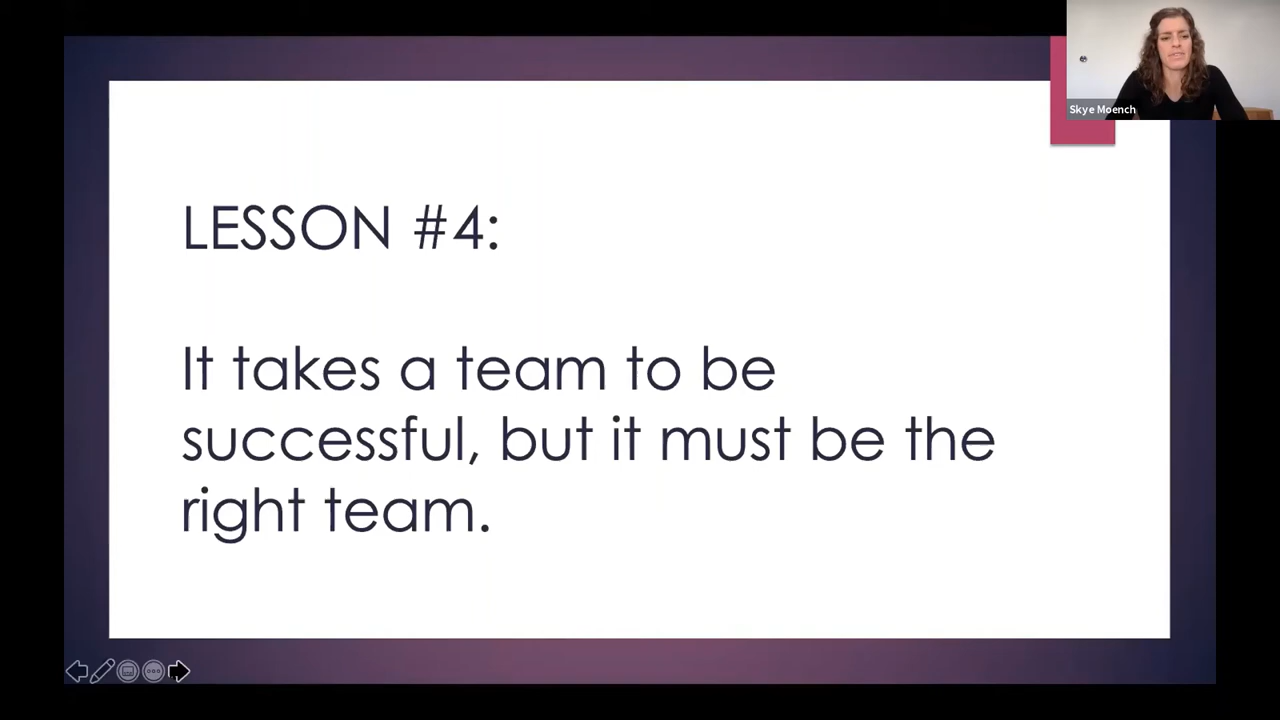 Skye Moench
LESSON #4:
It takes a team to be
successful, but it must be the
right team.